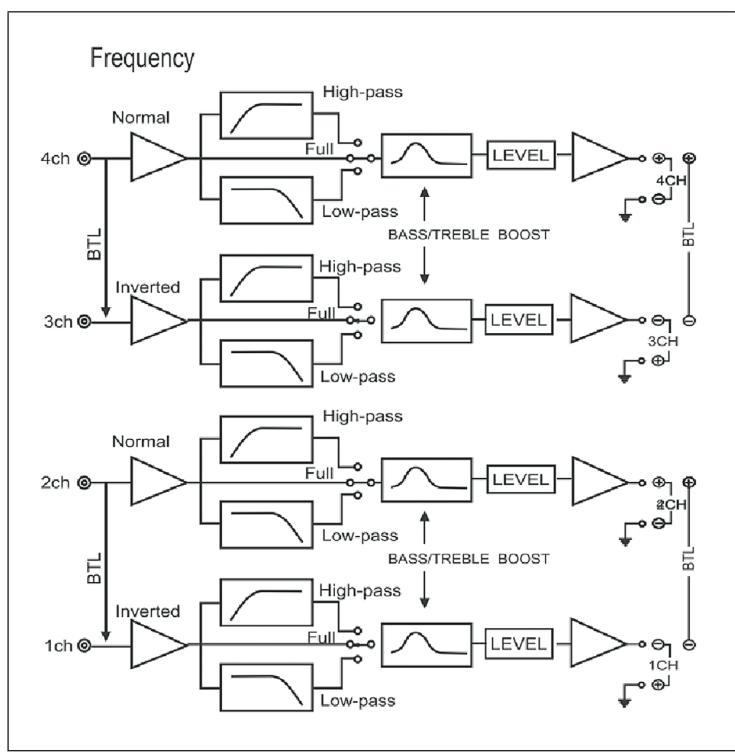 Frequency
High-pass
Normal
4ch
Full
LEVEL
4CH
Low-pass
BTL
BASS/TREBLE BOOST
BTL
High-pass
Inverted
3ch
Full
LEVEL
3CH
Low-pass
High-pass
Normal
2ch
Full
LEVEL
2CH
Low-pass
BTL
BASS/TREBLE BOOST
BTL
High-pass
Inverted
1ch
Full
LEVEL
1CH
Low-pass